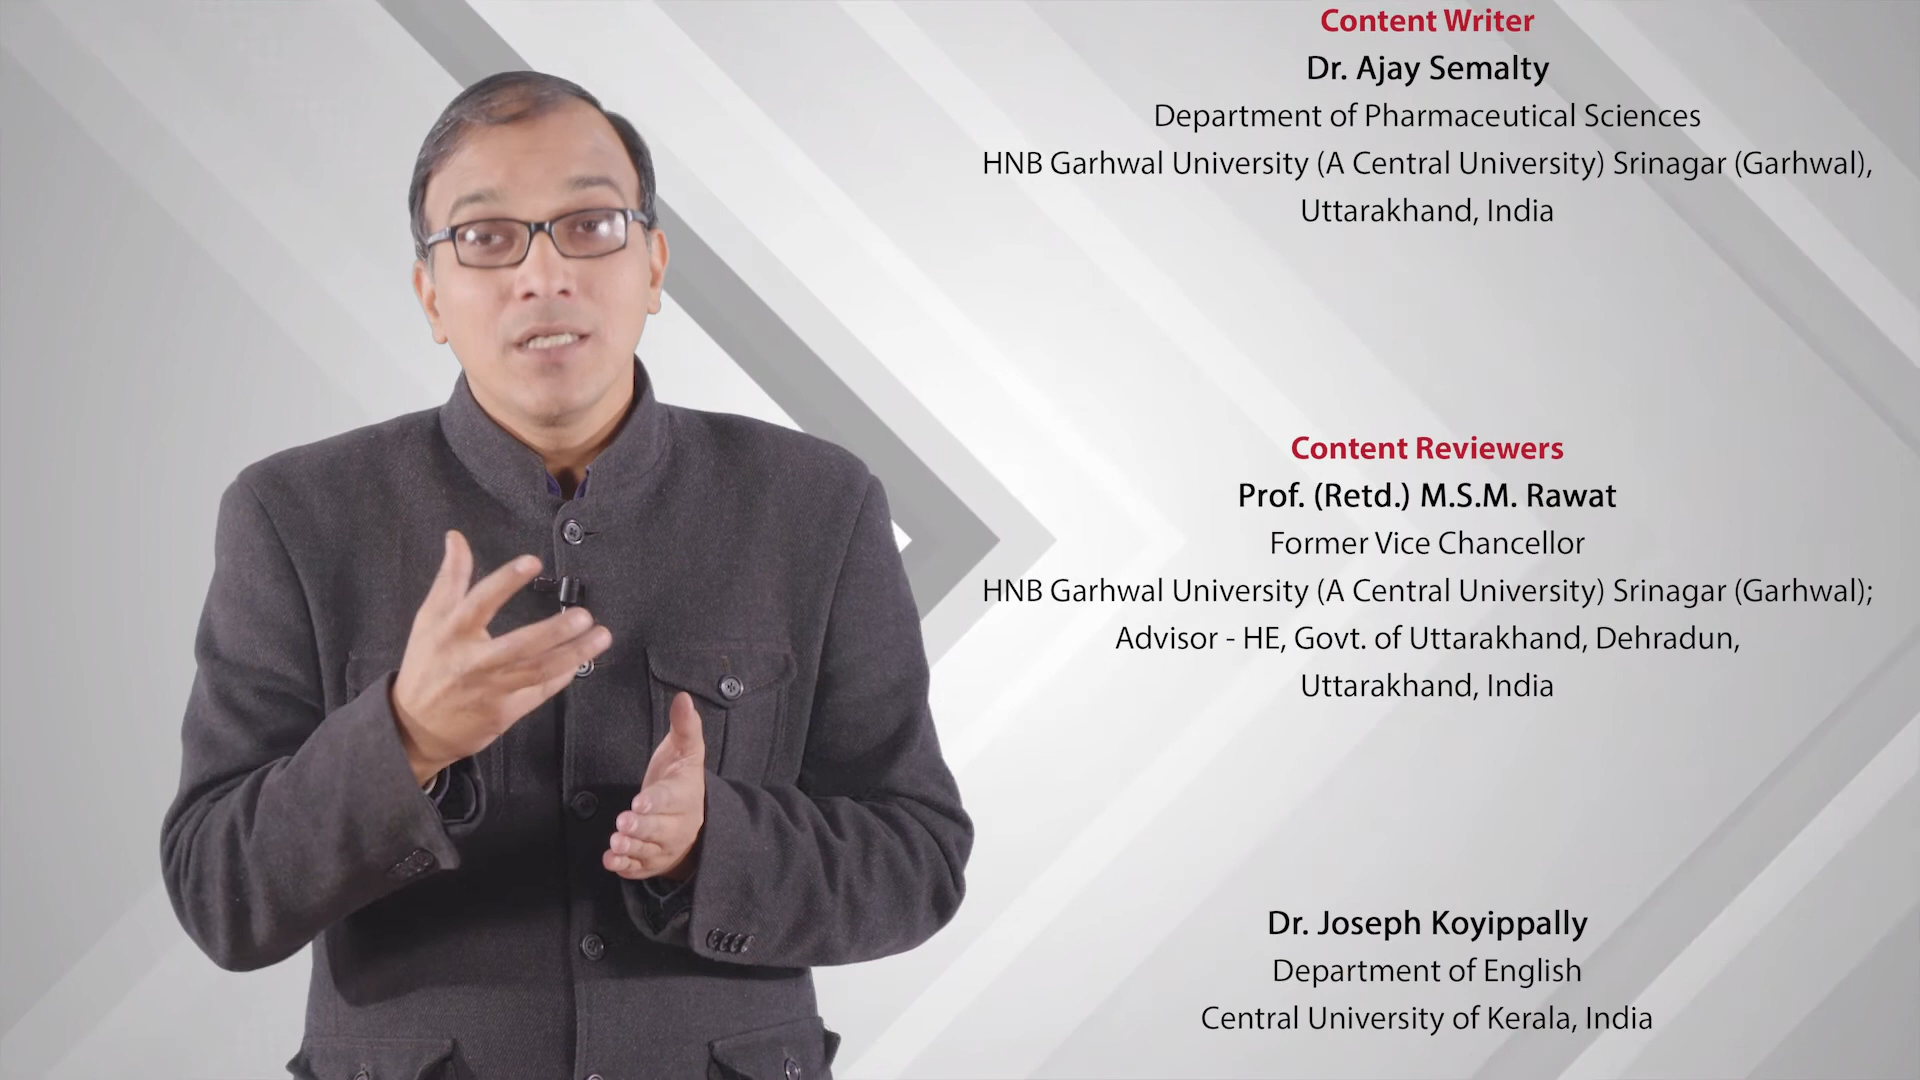 Content Writer
Dr. Ajay Semalty
Department of Pharmaceutical Sciences
HNB Garhwal University (A Central University) Srinagar (Garhwal),
Uttarakhand, India
Content Reviewers
Prof. (Retd.) M.S.M. Rawat
Former Vice Chancellor
HNB Garhwal University (A Central University) Srinagar (Garhwal);
Advisor - HE, Govt. of Uttarakhand, Dehradun,
Uttarakhand, India
Dr. Joseph Koyippally
Department of English
Central University of Kerala, India